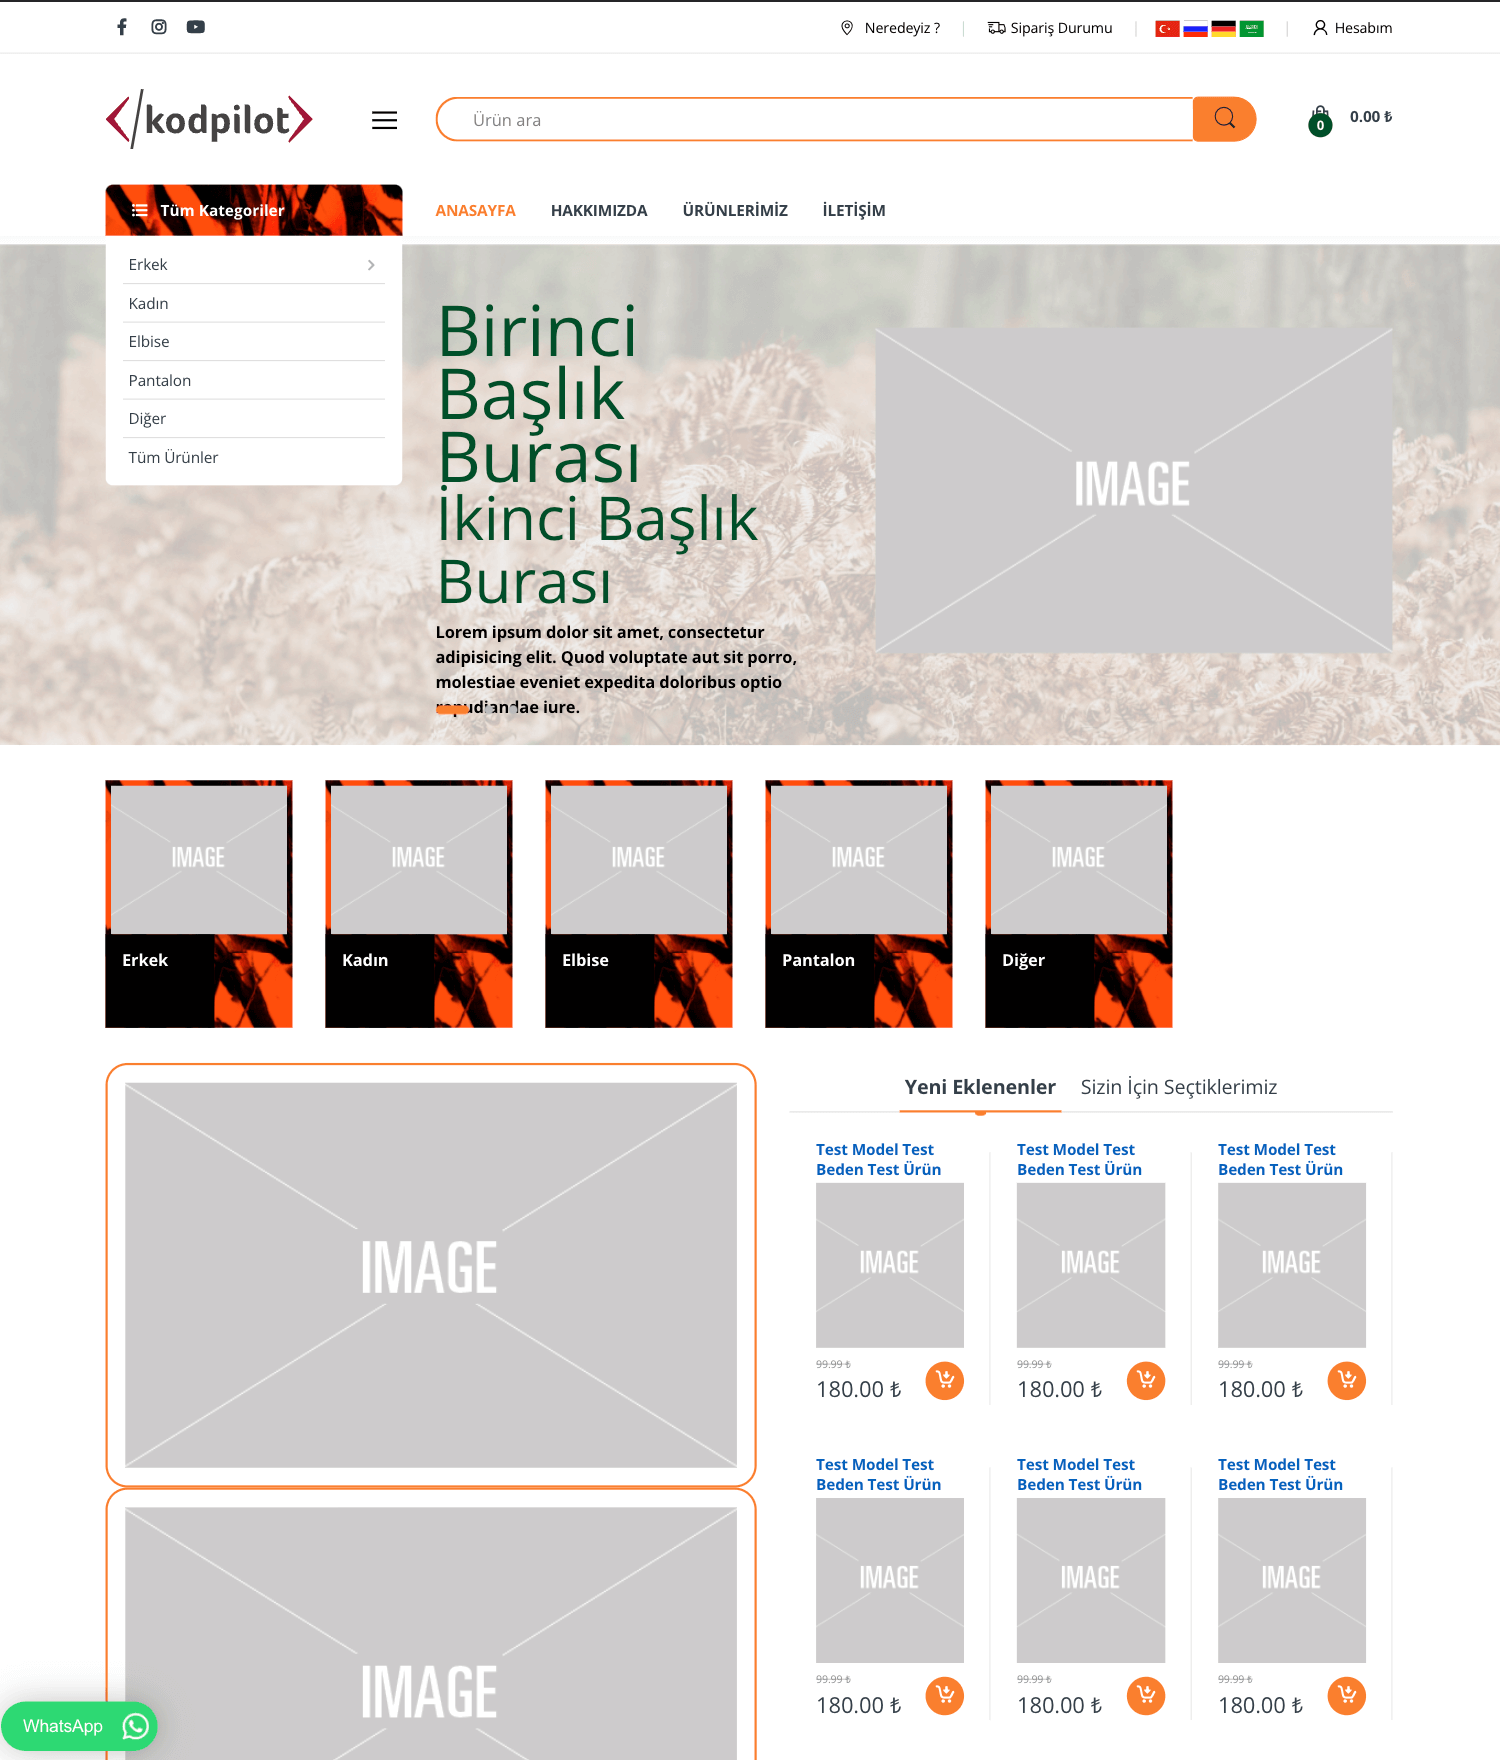 Neredeyiz ?
Sipariş Durumu
Hesabım
kodpilot
Ürün ara
0
0.00 ₺
Tüm Kategoriler
ANASAYFA
HAKKIMIZDA
ÜRÜNLERİMİZ
İLETİŞİM
Erkek
Kadın
Elbise
Pantalon
Diğer
Tüm Ürünler
Birinci
Başlık
Burası
İkinci Başlık
Burası
Lorem ipsum dolor sit amet, consectetur
adipisicing elit. Quod voluptate aut sit porro,
molestiae eveniet expedita doloribus optio
repudiandae iure.
IMAGE
IMAGE
IMAGE
IMAGE
IMAGE
IMAGE
Erkek
Kadın
Elbise
Pantalon
Diğer
IMAGE
IMAGE
Yeni Eklenenler
Sizin İçin Seçtiklerimiz
Test Model Test
Beden Test Ürün
IMAGE
99.99 ₺
180.00 ₺
Test Model Test
Beden Test Ürün
IMAGE
99.99 ₺
180.00 ₺
Test Model Test
Beden Test Ürün
IMAGE
99.99 ₺
180.00 ₺
Test Model Test
Beden Test Ürün
IMAGE
99.99 ₺
180.00 ₺
Test Model Test
Beden Test Ürün
IMAGE
99.99 ₺
180.00 ₺
Test Model Test
Beden Test Ürün
IMAGE
99.99 ₺
180.00 ₺
WhatsApp